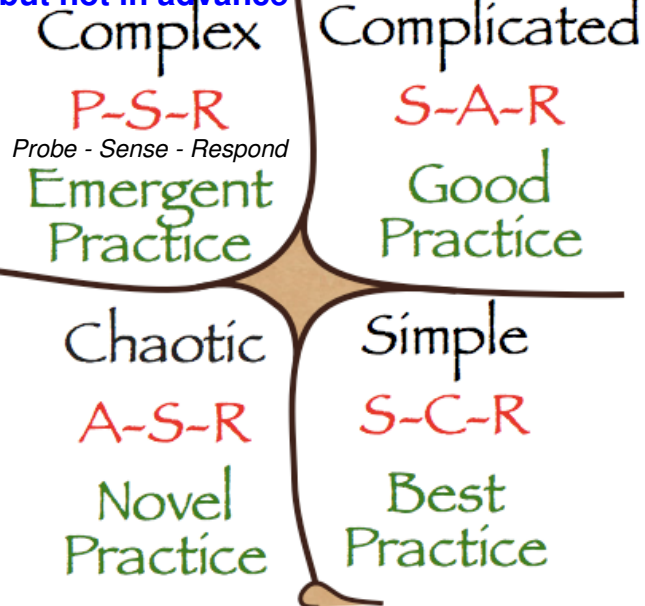 but not in advance
Complex
P-S-R
Probe - Sense - Respond
Emergent
Practice
Complicated
S-A-R
Good
Practice
Chaotic
A-S-R
Novel
Practice
Simple
S-C-R
Best
Practice